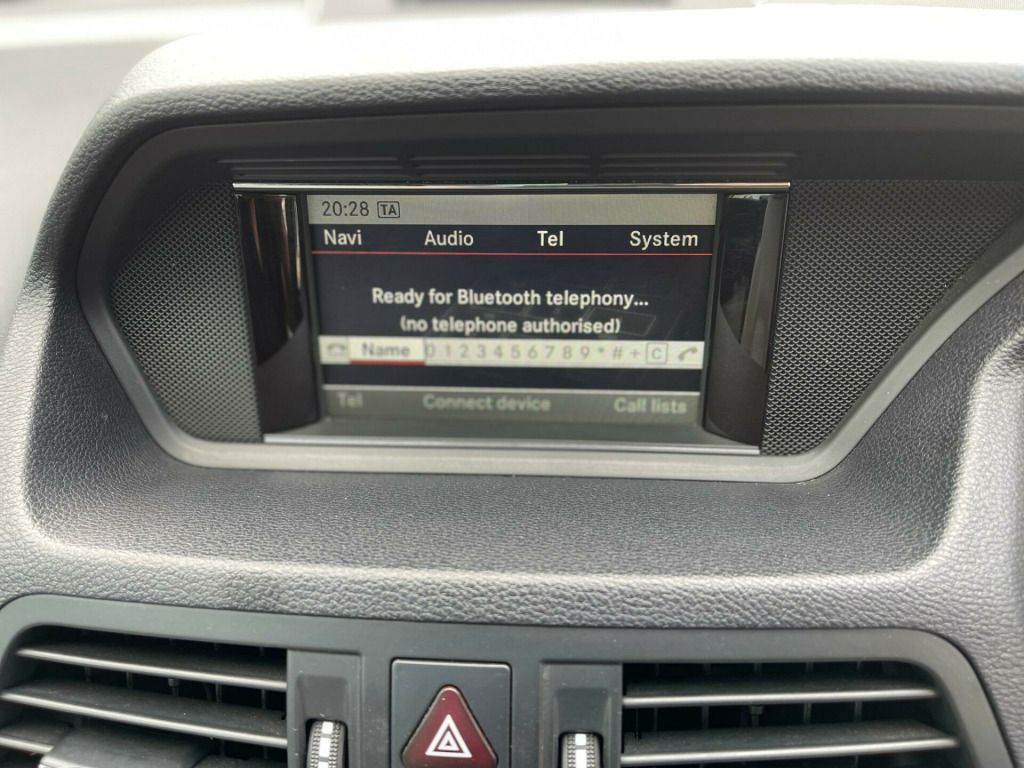 20:28 TA
Navi Audio Tel System
Ready for Bluetooth telephony...
(no telephone authorised)
Name 0 1 2 3 4 5 6 7 8 9 * # + C
Tel Connect device Call lists